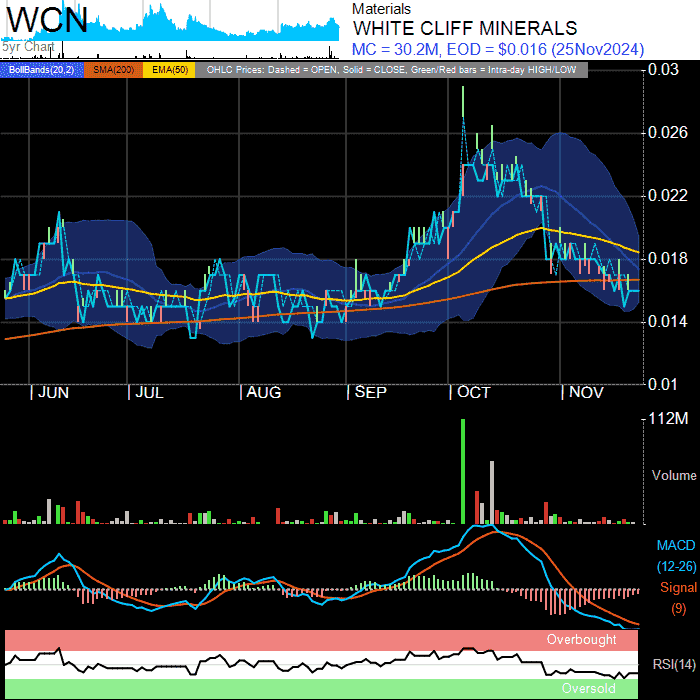 WCN
5yr Chart
Materials
WHITE CLIFF MINERALS
MC = 30.2M, EOD = $0.016 (25Nov2024)
BollBands(20,2) SMA(200) EMA(50) OHLC Prices: Dashed = OPEN, Solid = CLOSE, Green/Red bars = Intra-day HIGH/LOW
0.03
0.026
0.022
0.018
0.014
0.01
| JUN | JUL | AUG | SEP | OCT | NOV
112M
Volume
MACD
(12-26)
Signal
(9)
Overbought
RSI(14)
Oversold